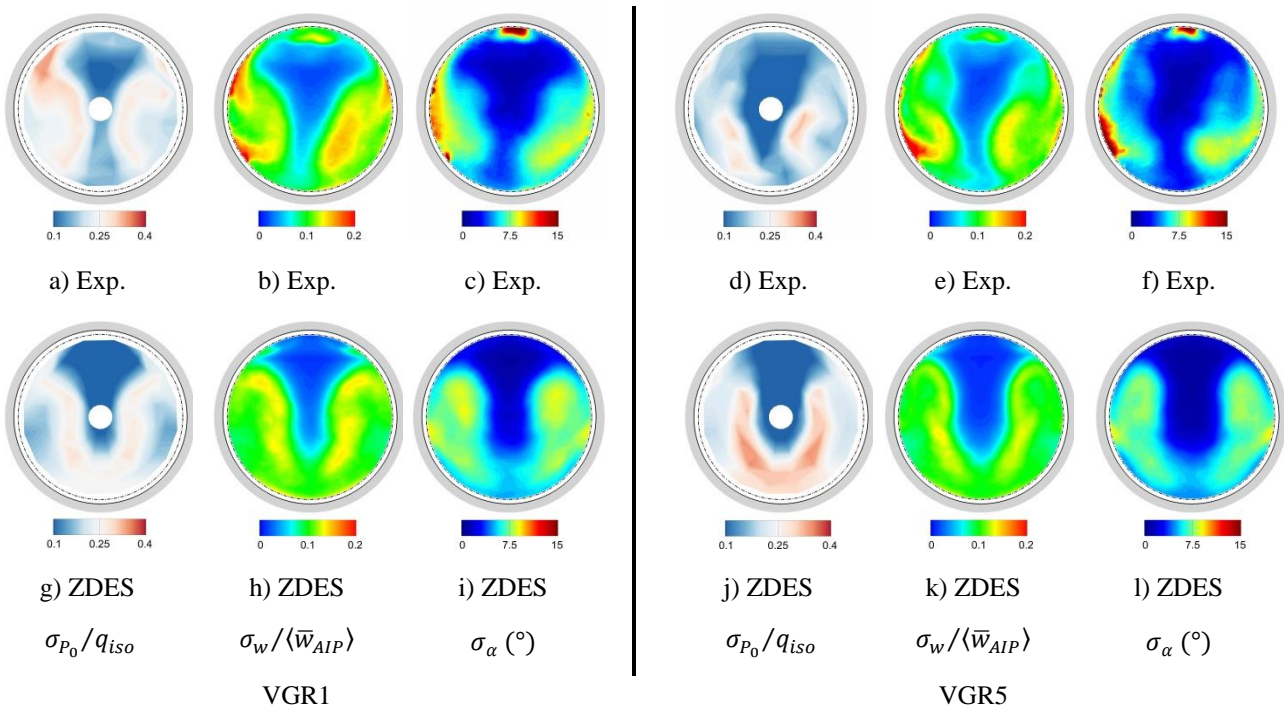 0.1 0.25 0.4 0 0.1 0.2 0 7.5 15 0.1 0.25 0.4 0 0.1 0.2 0 7.5 15
a) Exp. b) Exp. c) Exp. d) Exp. e) Exp. f) Exp.
0.1 0.25 0.4 0 0.1 0.2 0 7.5 15 0.1 0.25 0.4 0 0.1 0.2 0 7.5 15
g) ZDES h) ZDES i) ZDES j) ZDES k) ZDES l) ZDES
σ_{P₀}/q_{iso} σ_w/⟨w̅_{AIP}⟩ σ_α (°) σ_{P₀}/q_{iso} σ_w/⟨w̅_{AIP}⟩ σ_α (°)
VGR1 VGR5